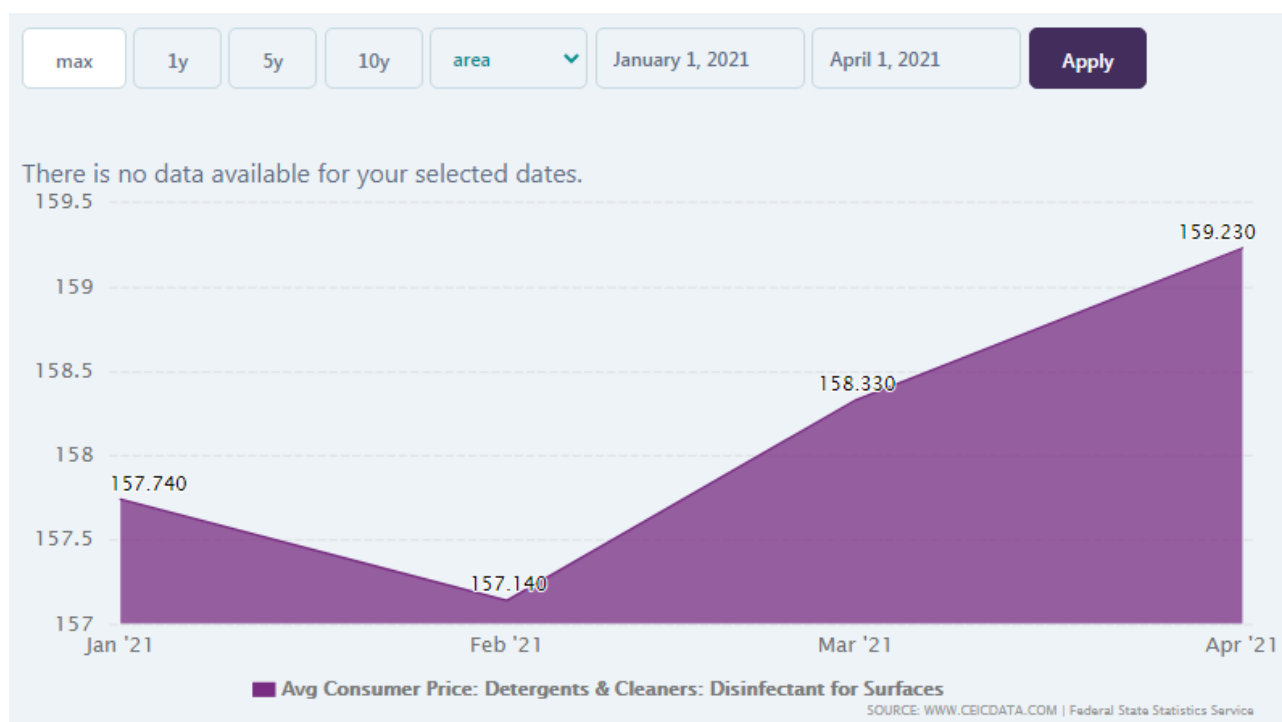 max 1y 5y 10y area January 1, 2021 April 1, 2021 Apply
There is no data available for your selected dates.
159.5
159.230
159
158.5
158.330
158
157.740
157.5
157.140
157
Jan '21 Feb '21 Mar '21 Apr '21
Avg Consumer Price: Detergents & Cleaners: Disinfectant for Surfaces
SOURCE: WWW.CEICDATA.COM | Federal State Statistics Service